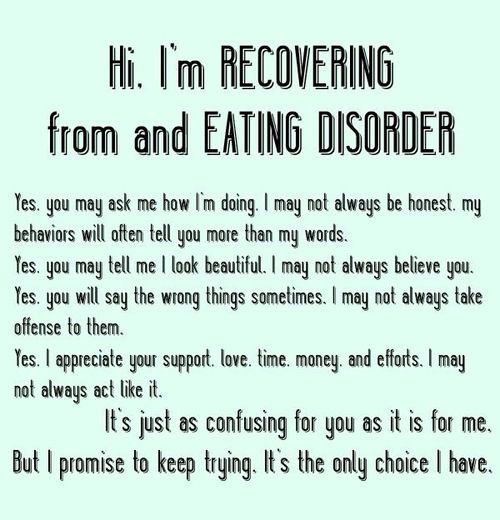 Hi. I'm RECOVERING
from and EATING DISORDER
Yes. you may ask me how I'm doing. I may not always be honest. my
behaviors will often tell you more than my words.
Yes. you may tell me I look beautiful. I may not always believe you.
Yes. you will say the wrong things sometimes. I may not always take
offense to them.
Yes. I appreciate your support. love. time. money. and efforts. I may
not always act like it.
It's just as confusing for you as it is for me.
But I promise to keep trying. It's the only choice I have.